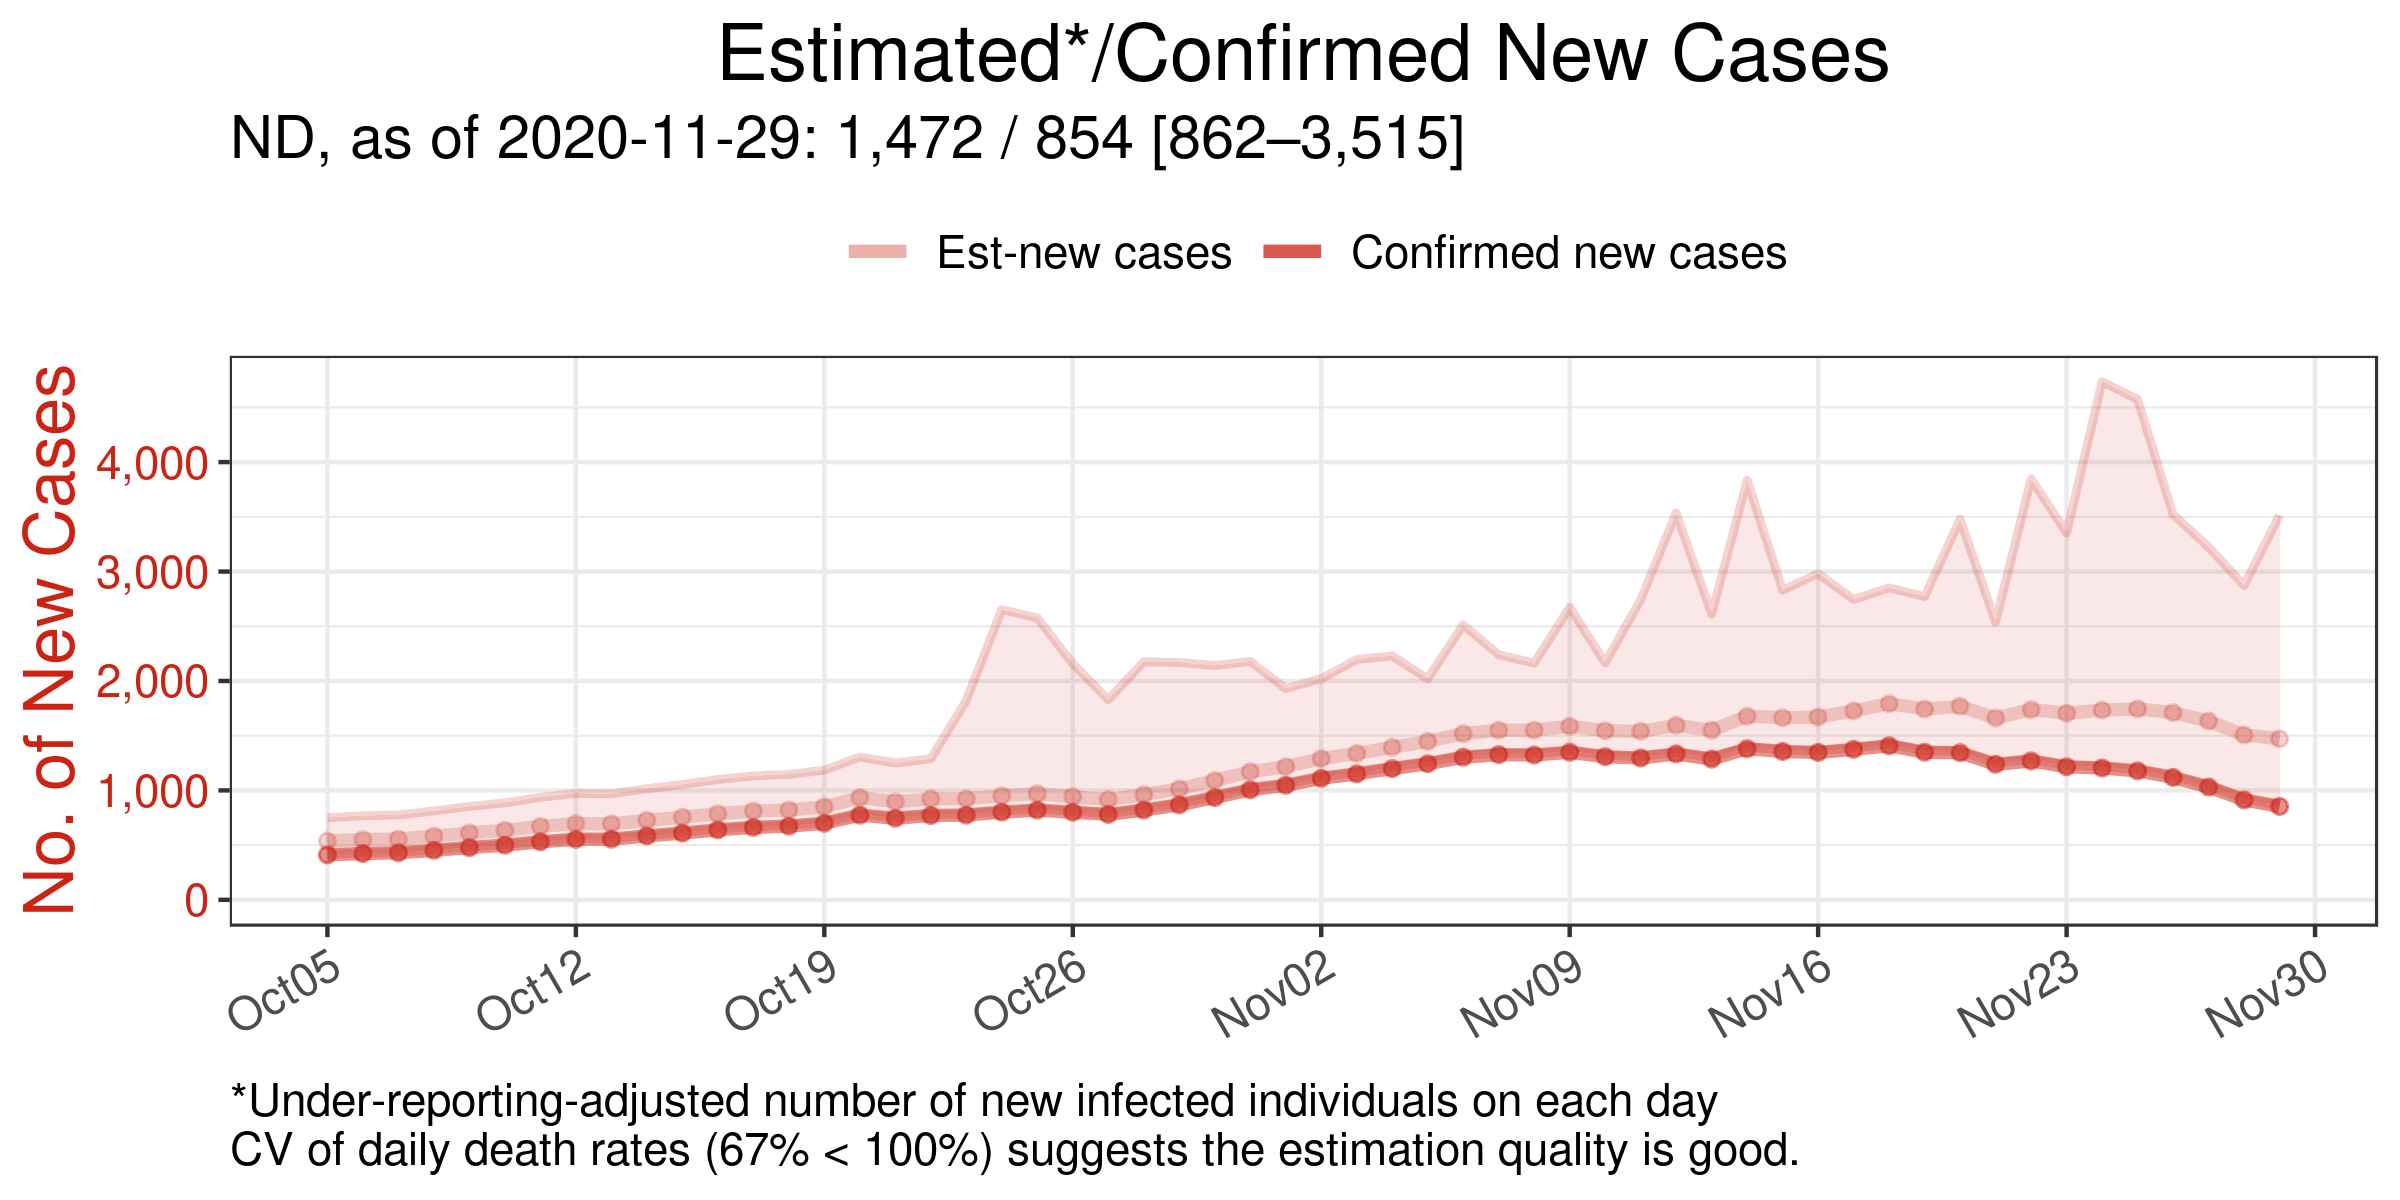 Estimated*/Confirmed New Cases
ND, as of 2020-11-29: 1,472 / 854 [862–3,515]
Est-new cases
Confirmed new cases
No. of New Cases
4,000
3,000
2,000
1,000
0
Oct05
Oct12
Oct19
Oct26
Nov02
Nov09
Nov16
Nov23
Nov30
*Under-reporting-adjusted number of new infected individuals on each day
CV of daily death rates (67% < 100%) suggests the estimation quality is good.